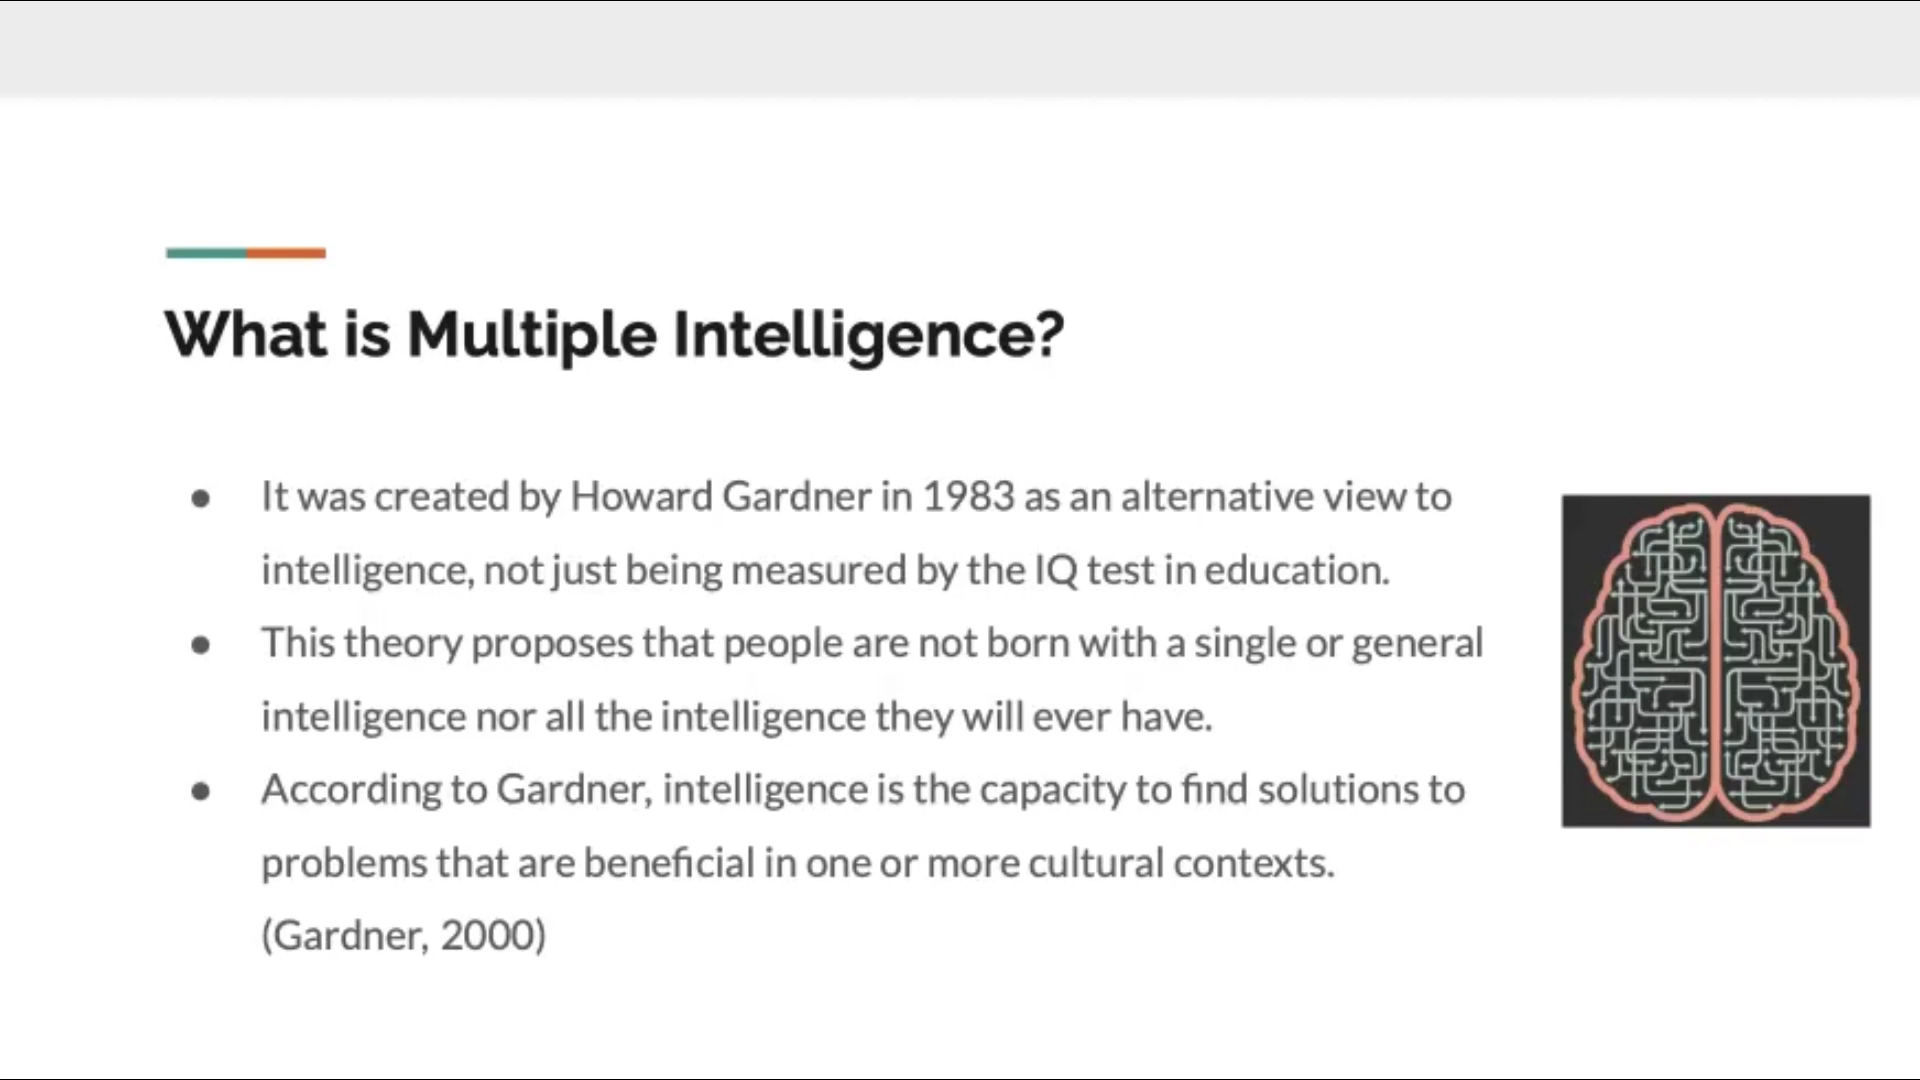 What is Multiple Intelligence?
● It was created by Howard Gardner in 1983 as an alternative view to
intelligence, not just being measured by the IQ test in education.
● This theory proposes that people are not born with a single or general
intelligence nor all the intelligence they will ever have.
● According to Gardner, intelligence is the capacity to find solutions to
problems that are beneficial in one or more cultural contexts.
(Gardner, 2000)